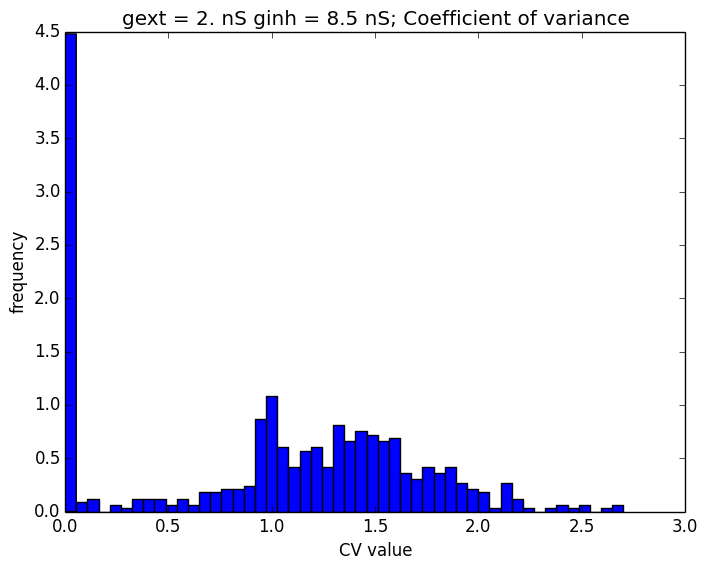 gext = 2. nS ginh = 8.5 nS; Coefficient of variance
4.5
4.0
3.5
3.0
2.5
2.0
1.5
1.0
0.5
0.0
frequency
0.0 0.5 1.0 1.5 2.0 2.5 3.0
CV value